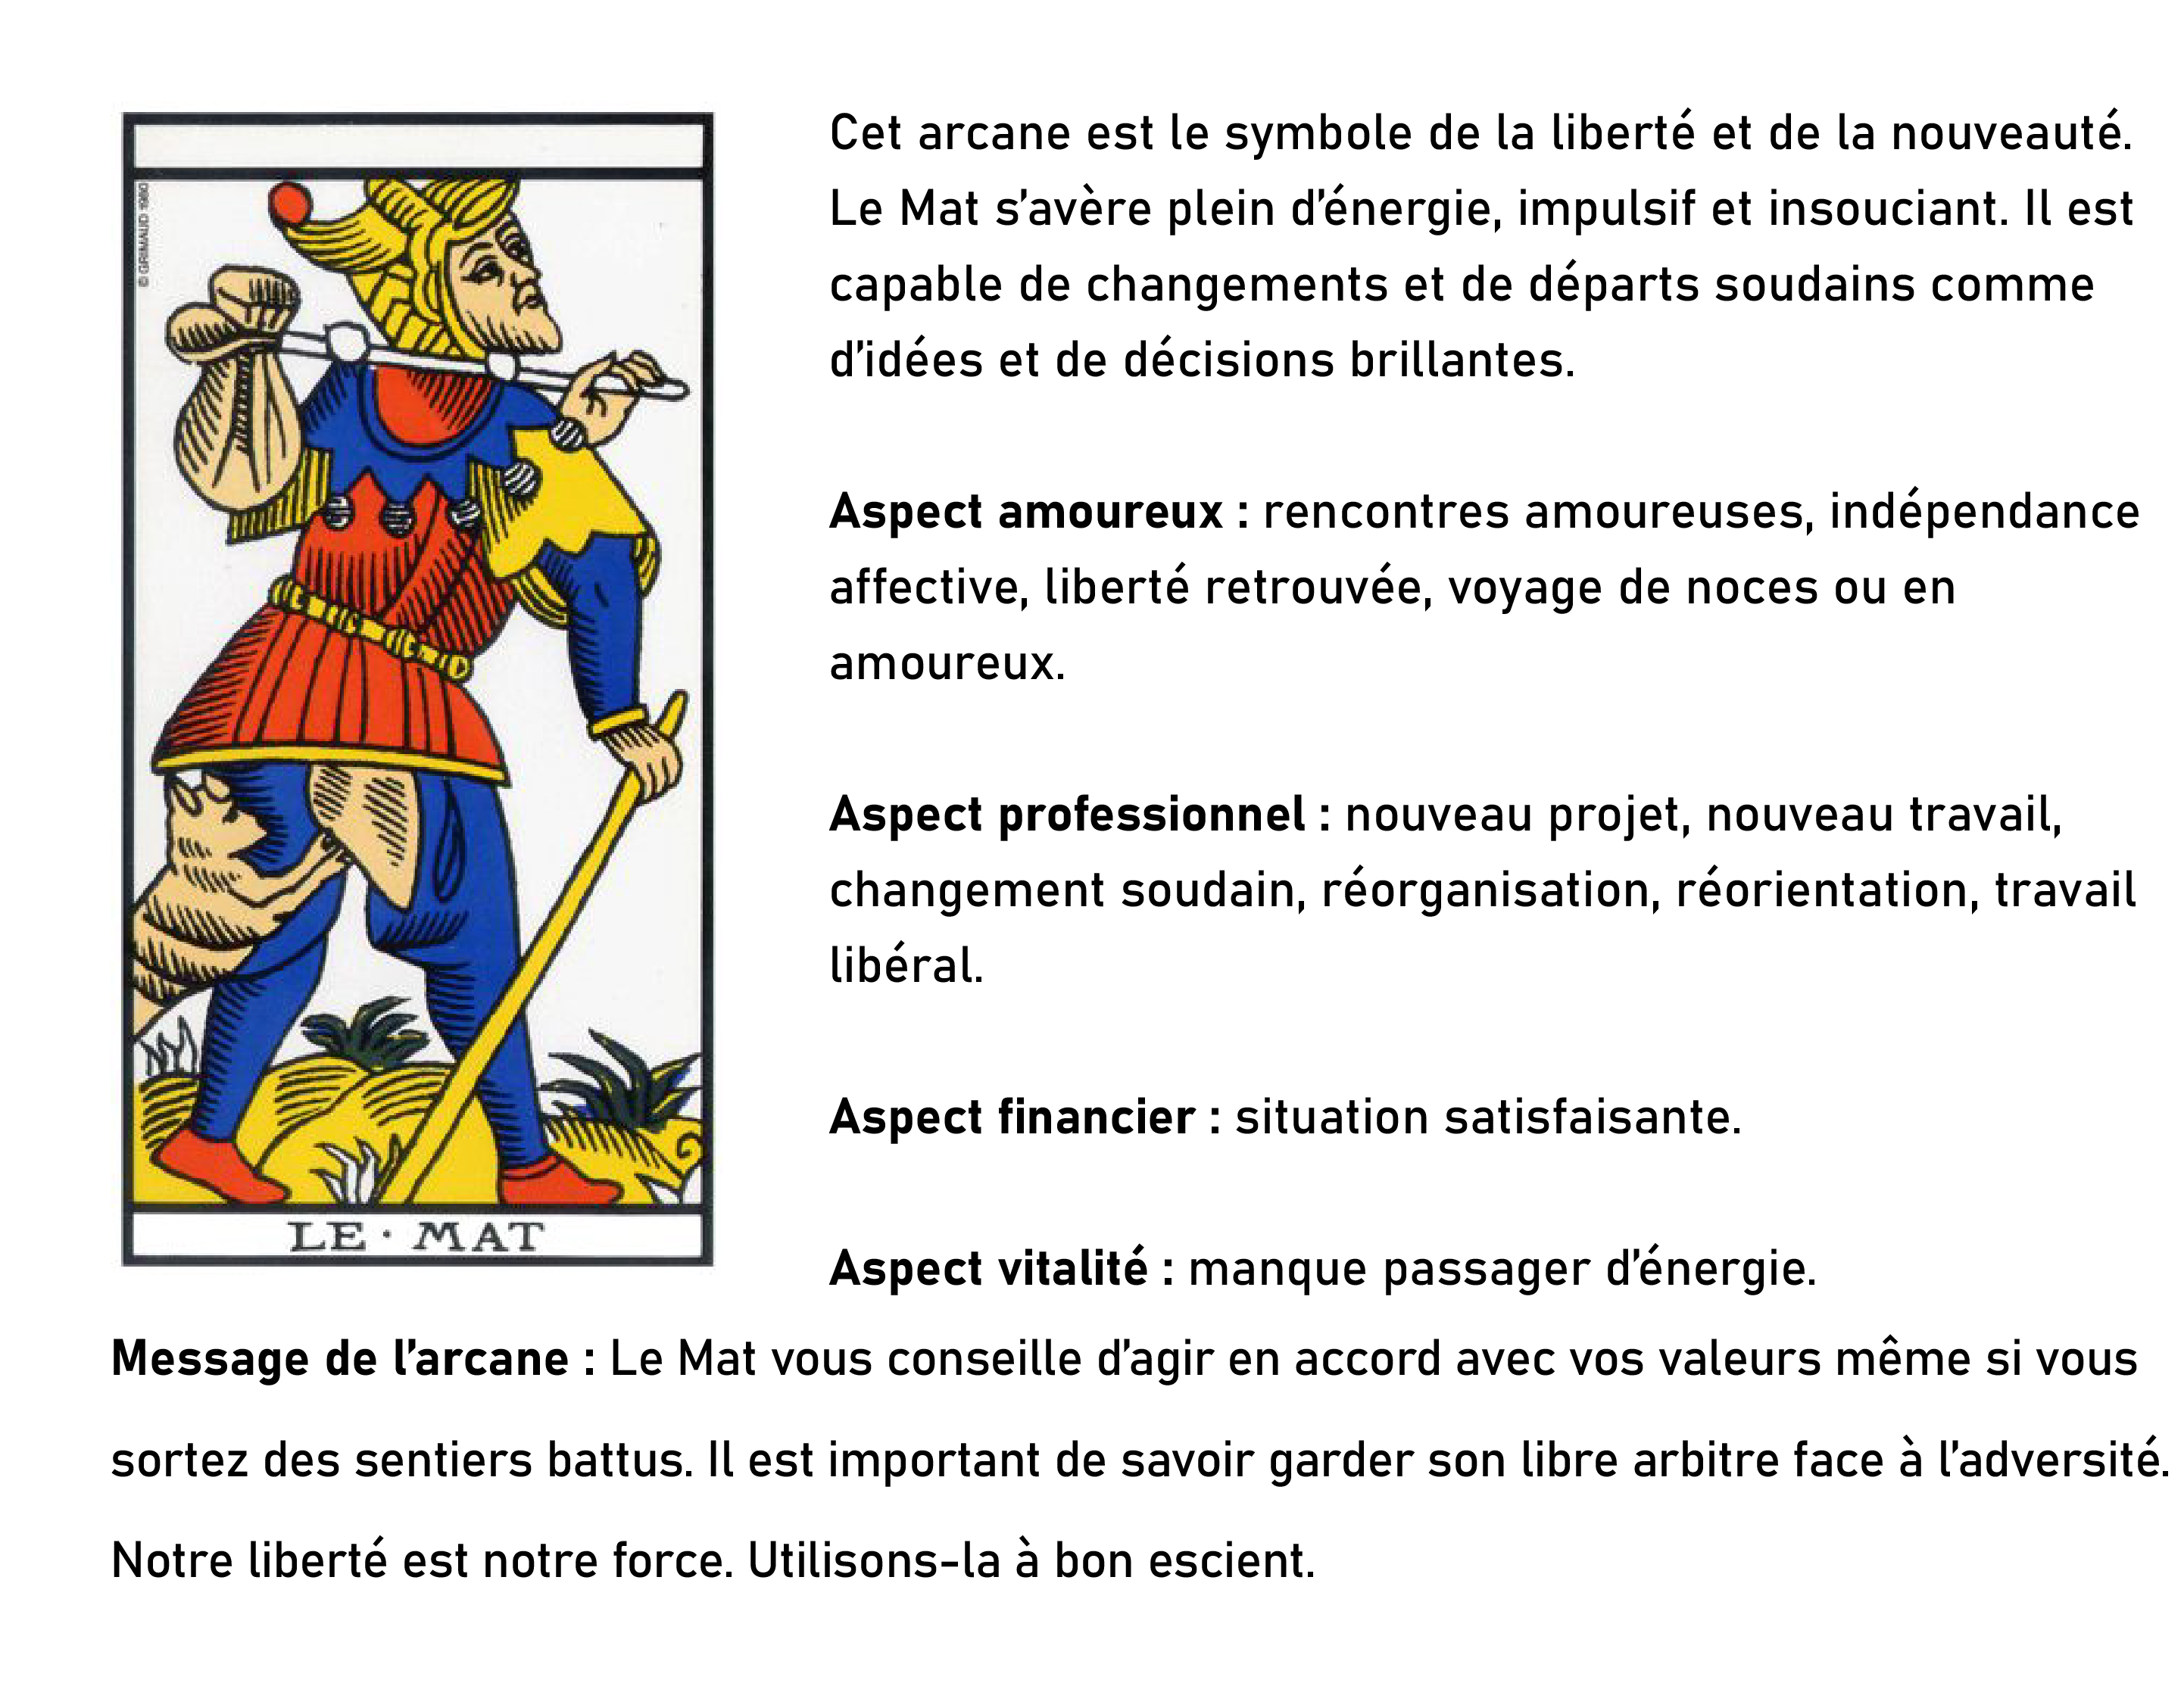 © GRIMAUD 1980
LE · MAT
Cet arcane est le symbole de la liberté et de la nouveauté.
Le Mat s’avère plein d’énergie, impulsif et insouciant. Il est
capable de changements et de départs soudains comme
d’idées et de décisions brillantes.
Aspect amoureux : rencontres amoureuses, indépendance
affective, liberté retrouvée, voyage de noces ou en
amoureux.
Aspect professionnel : nouveau projet, nouveau travail,
changement soudain, réorganisation, réorientation, travail
libéral.
Aspect financier : situation satisfaisante.
Aspect vitalité : manque passager d’énergie.
Message de l’arcane : Le Mat vous conseille d’agir en accord avec vos valeurs même si vous
sortez des sentiers battus. Il est important de savoir garder son libre arbitre face à l’adversité.
Notre liberté est notre force. Utilisons-la à bon escient.